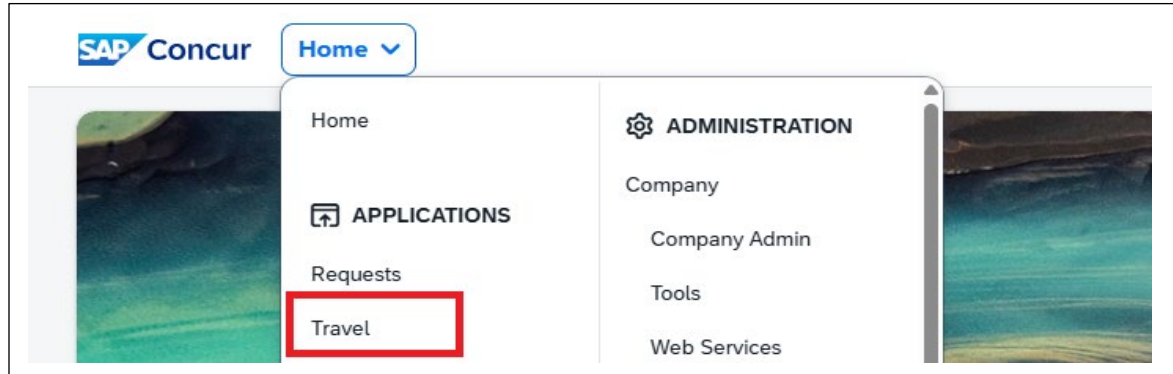 SAP Concur Home
Home
APPLICATIONS
Requests
Travel
ADMINISTRATION
Company
Company Admin
Tools
Web Services